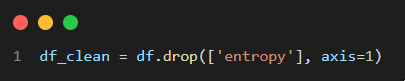 1 df_clean = df.drop(['entropy'], axis=1)